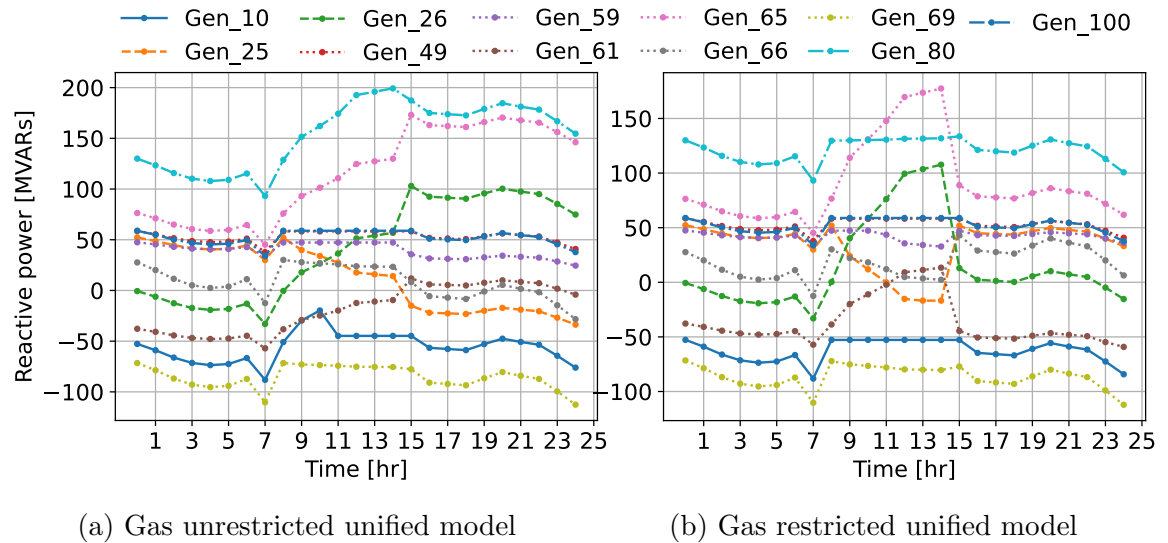 Gen_10 Gen_26 Gen_59 Gen_65 Gen_69 Gen_100
Gen_25 Gen_49 Gen_61 Gen_66 Gen_80
Reactive power [MVARs]
200
150
100
50
0
−50
−100
1 3 5 7 9 11 13 15 17 19 21 23 25
Time [hr]
150
100
50
0
−50
−100
1 3 5 7 9 11 13 15 17 19 21 23 25
Time [hr]
(a) Gas unrestricted unified model
(b) Gas restricted unified model